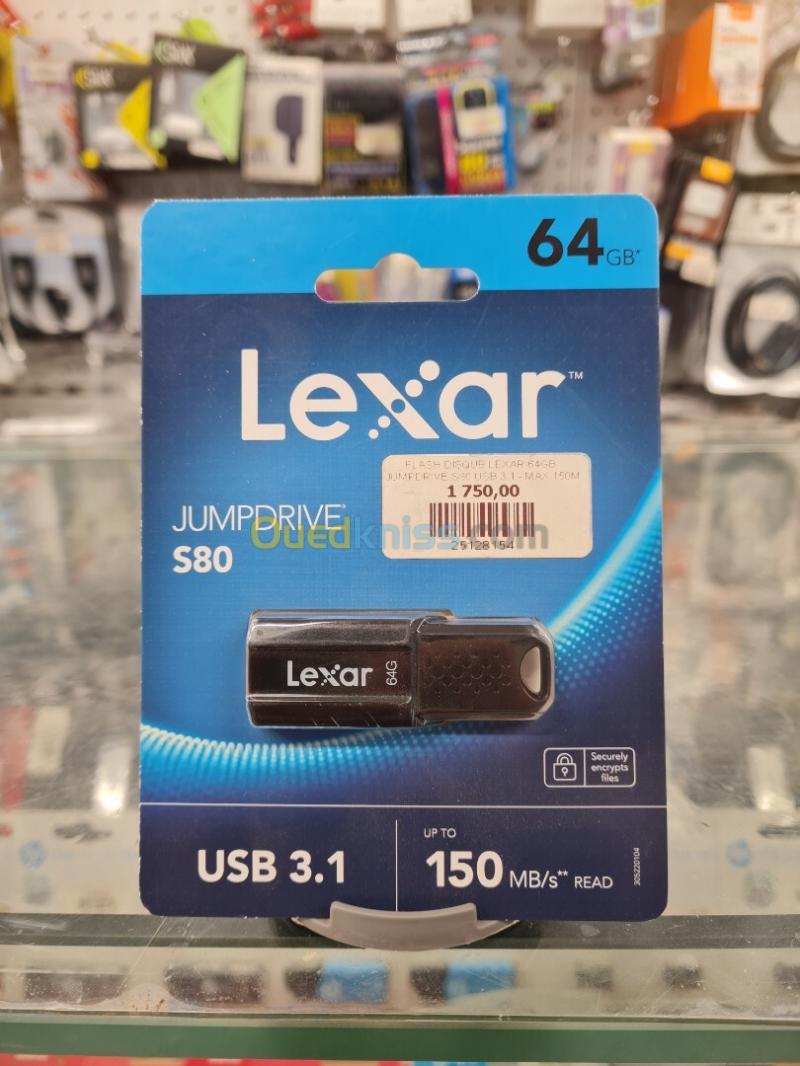 64GB*
Lexar™
FLASH DISQUE LEXAR 64GB
JUMPDRIVE S80 USB 3.1 - MAX 150M
1 750,00
25128154
JUMPDRIVE®
S80
Ouedkniss.com
Lexar 64G
Securely
encrypts
files
USB 3.1
UP TO
150 MB/s** READ
305220104